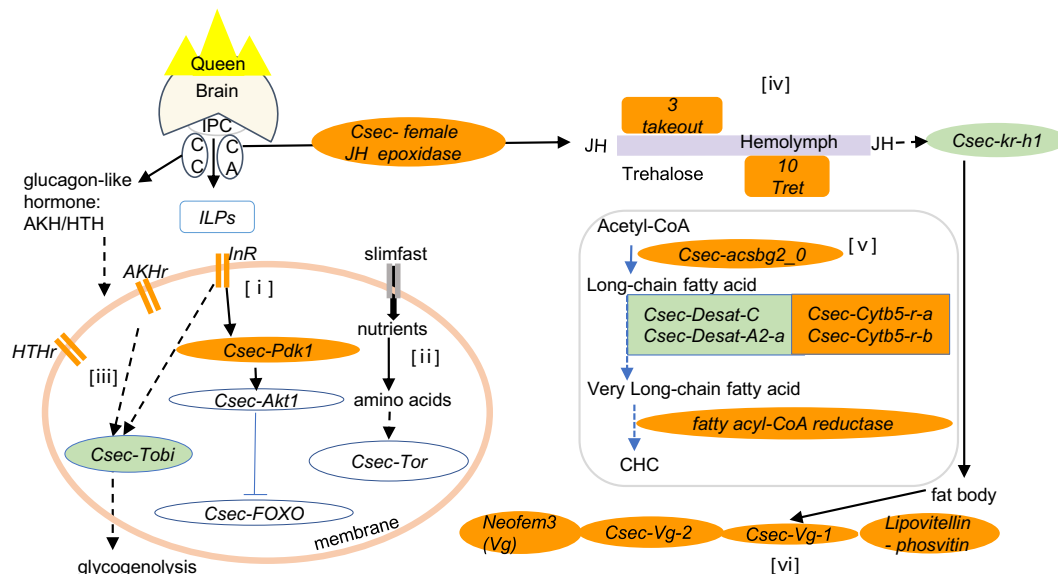 Queen
Brain
IPC
C
C
C
A
Csec- female
JH epoxidase
[iv]
3
takeout
JH
Hemolymph
JH
Csec-kr-h1
Trehalose
10
Tret
glucagon-like
hormone:
AKH/HTH
ILPs
InR
slimfast
AKHr
[ i ]
HTHr
nutrients
Csec-Pdk1
[ii]
[iii]
Csec-Akt1
amino acids
Csec-Tobi
Csec-Tor
Csec-FOXO
membrane
glycogenolysis
Acetyl-CoA
Csec-acsbg2_0
[v]
Long-chain fatty acid
Csec-Desat-C
Csec-Desat-A2-a
Csec-Cytb5-r-a
Csec-Cytb5-r-b
Very Long-chain fatty acid
fatty acyl-CoA reductase
CHC
fat body
Neofem3
(Vg)
Csec-Vg-2
Csec-Vg-1
Lipovitellin
- phosvitin
[vi]